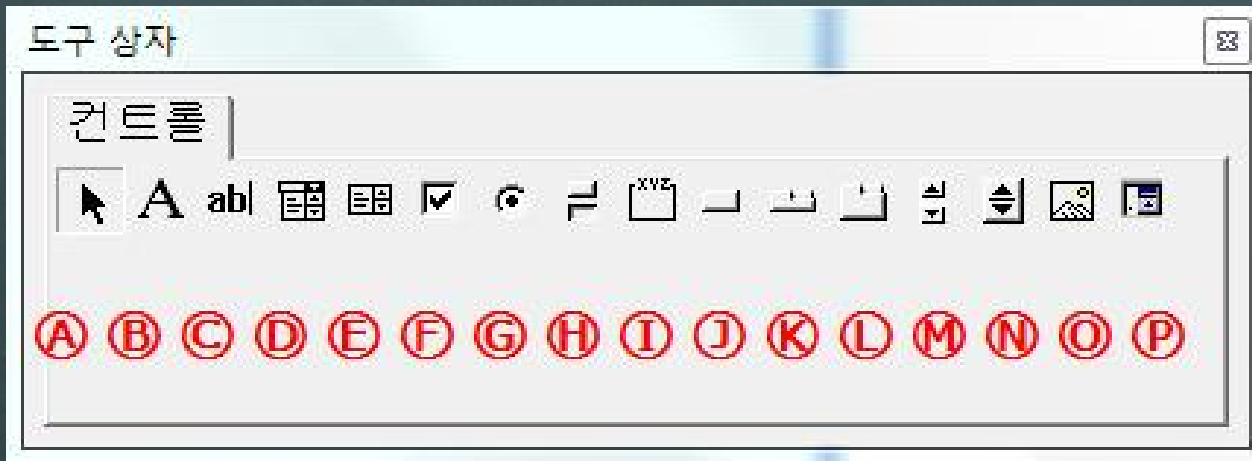 도구 상자
컨트롤
A ab| XYZ
Ⓐ Ⓑ Ⓒ Ⓓ Ⓔ Ⓕ Ⓖ Ⓗ Ⓘ Ⓙ Ⓚ Ⓛ Ⓜ Ⓝ Ⓞ Ⓟ